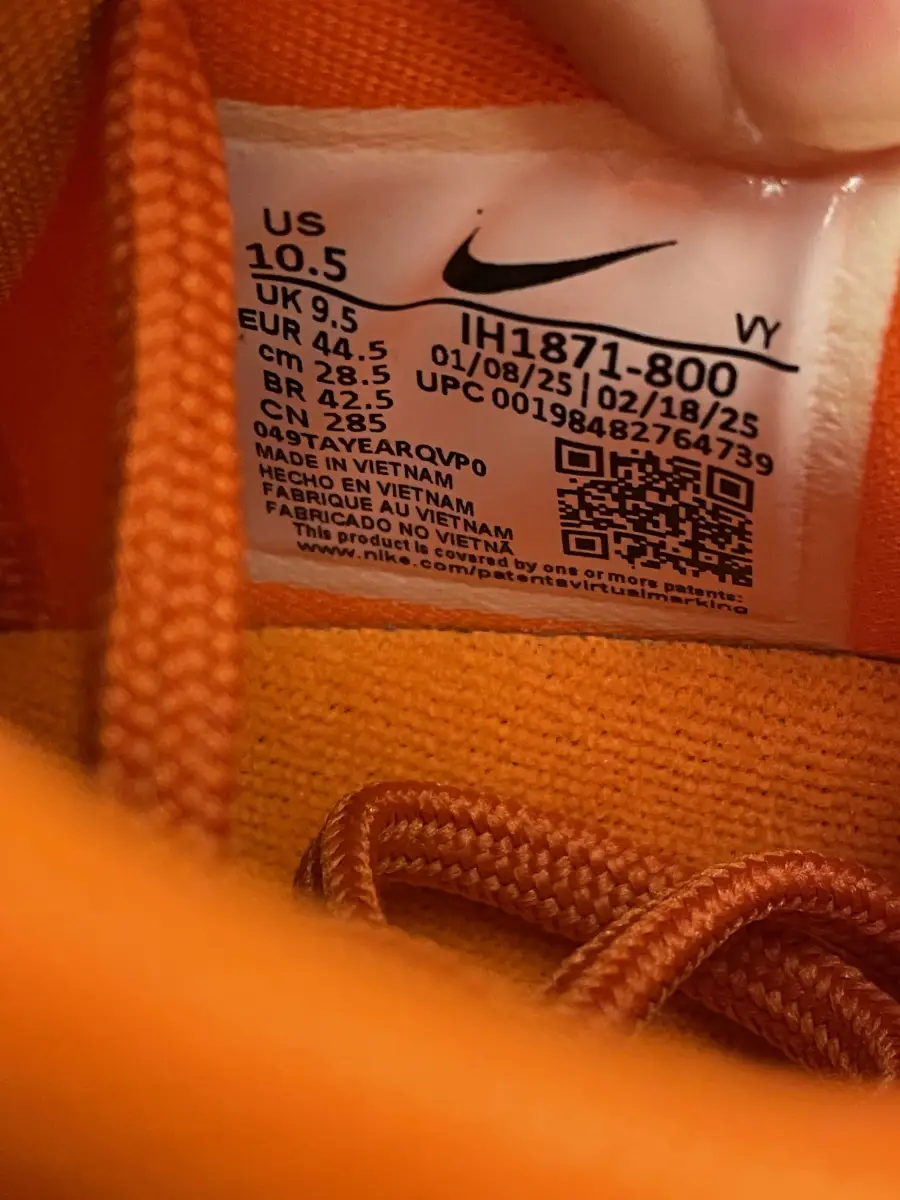 US
10.5
UK 9.5
EUR 44.5
cm 28.5
BR 42.5
CN 285
VY
IH1871-800
01/08/25 | 02/18/25
UPC 00198482764739
049TAYEARQVP0
MADE IN VIETNAM
HECHO EN VIETNAM
FABRIQUE AU VIETNAM
FABRICADO NO VIETNÃ
This product is covered by one or more patents:
www.nike.com/patentsvirtualmarking